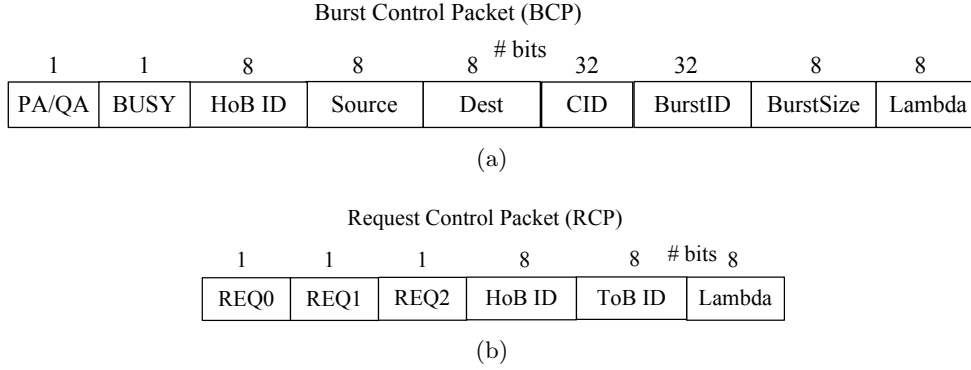 Burst Control Packet (BCP)
# bits
1 1 8 8 8 32 32 8 8
PA/QA BUSY HoB ID Source Dest CID BurstID BurstSize Lambda
(a)
Request Control Packet (RCP)
1 1 1 8 8 # bits 8
REQ0 REQ1 REQ2 HoB ID ToB ID Lambda
(b)